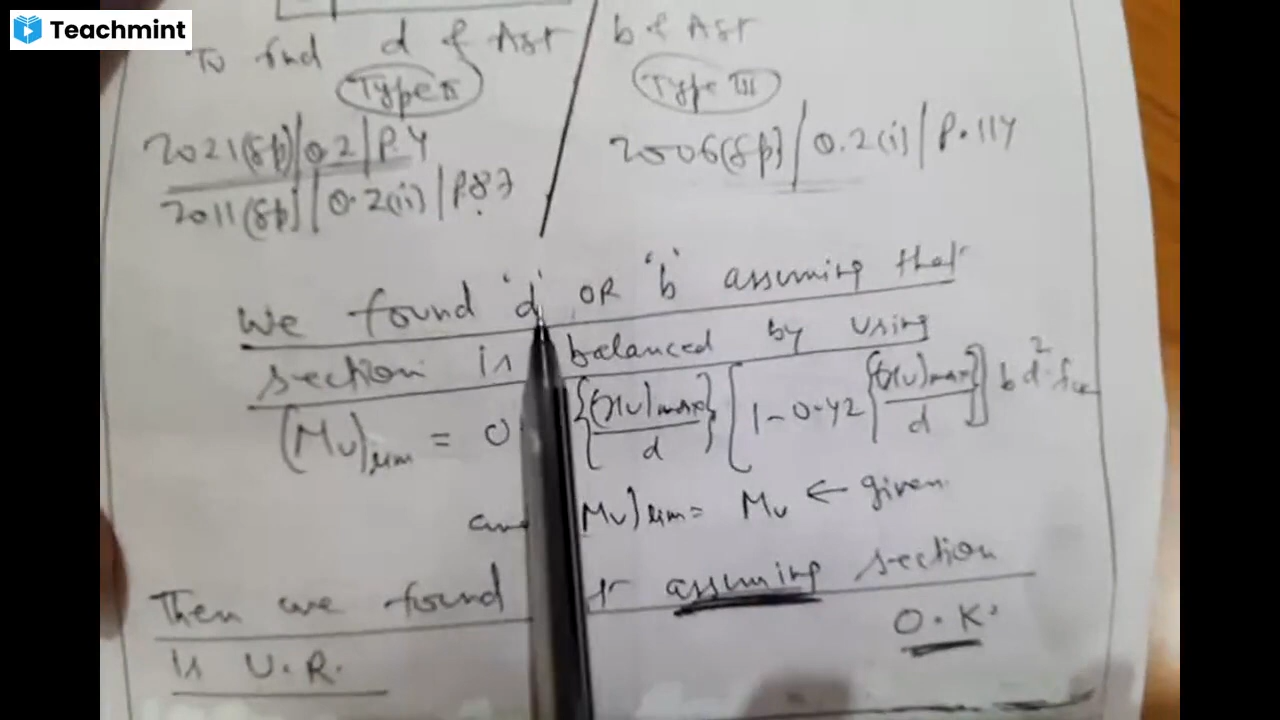 Teachmint
To find d & Ast / b & Ast
Type II
Type III
2021(Sp)/Q.2/P.4
2006(Sp)/Q.2(i)/P.114
2011(Sp)/Q.2(ii)/P.87
We found 'd' OR 'b' assuming that
section is balanced by using
(Mu)lim = 0 {(xu)max/d} [1-0.42 {(xu)max/d}] bd². fck
(Mu)lim = Mu ← given
Then we found assuming section
is U.R.
O.K.